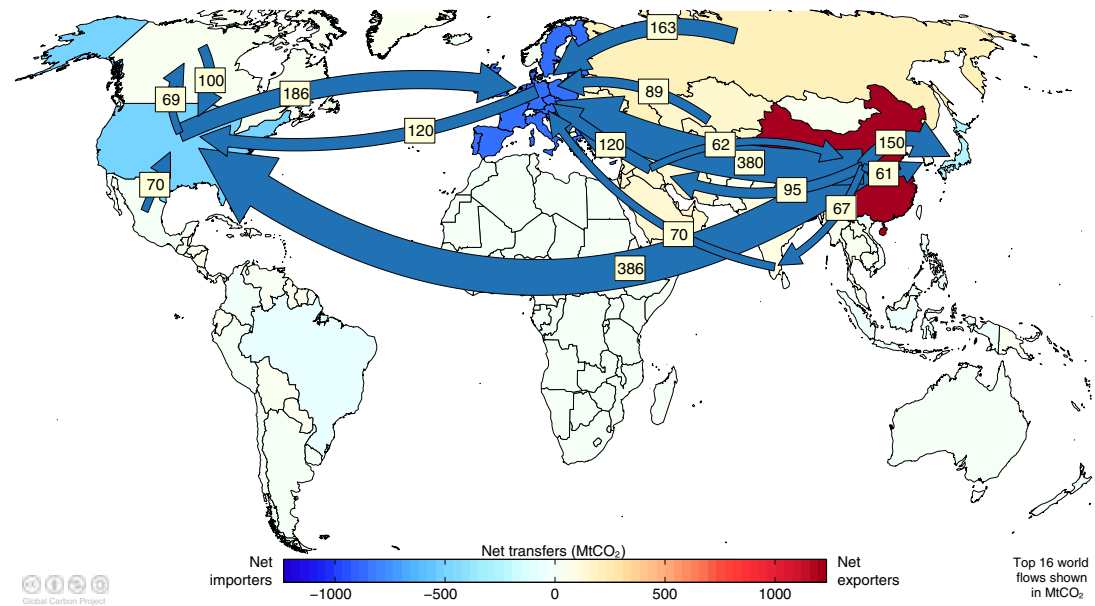 163
100
69
186
89
120
150
62
120
380
61
70
95
67
70
386
Net transfers (MtCO₂)
Net
importers
Net
exporters
−1000
−500
0
500
1000
Top 16 world
flows shown
in MtCO₂
Global Carbon Project